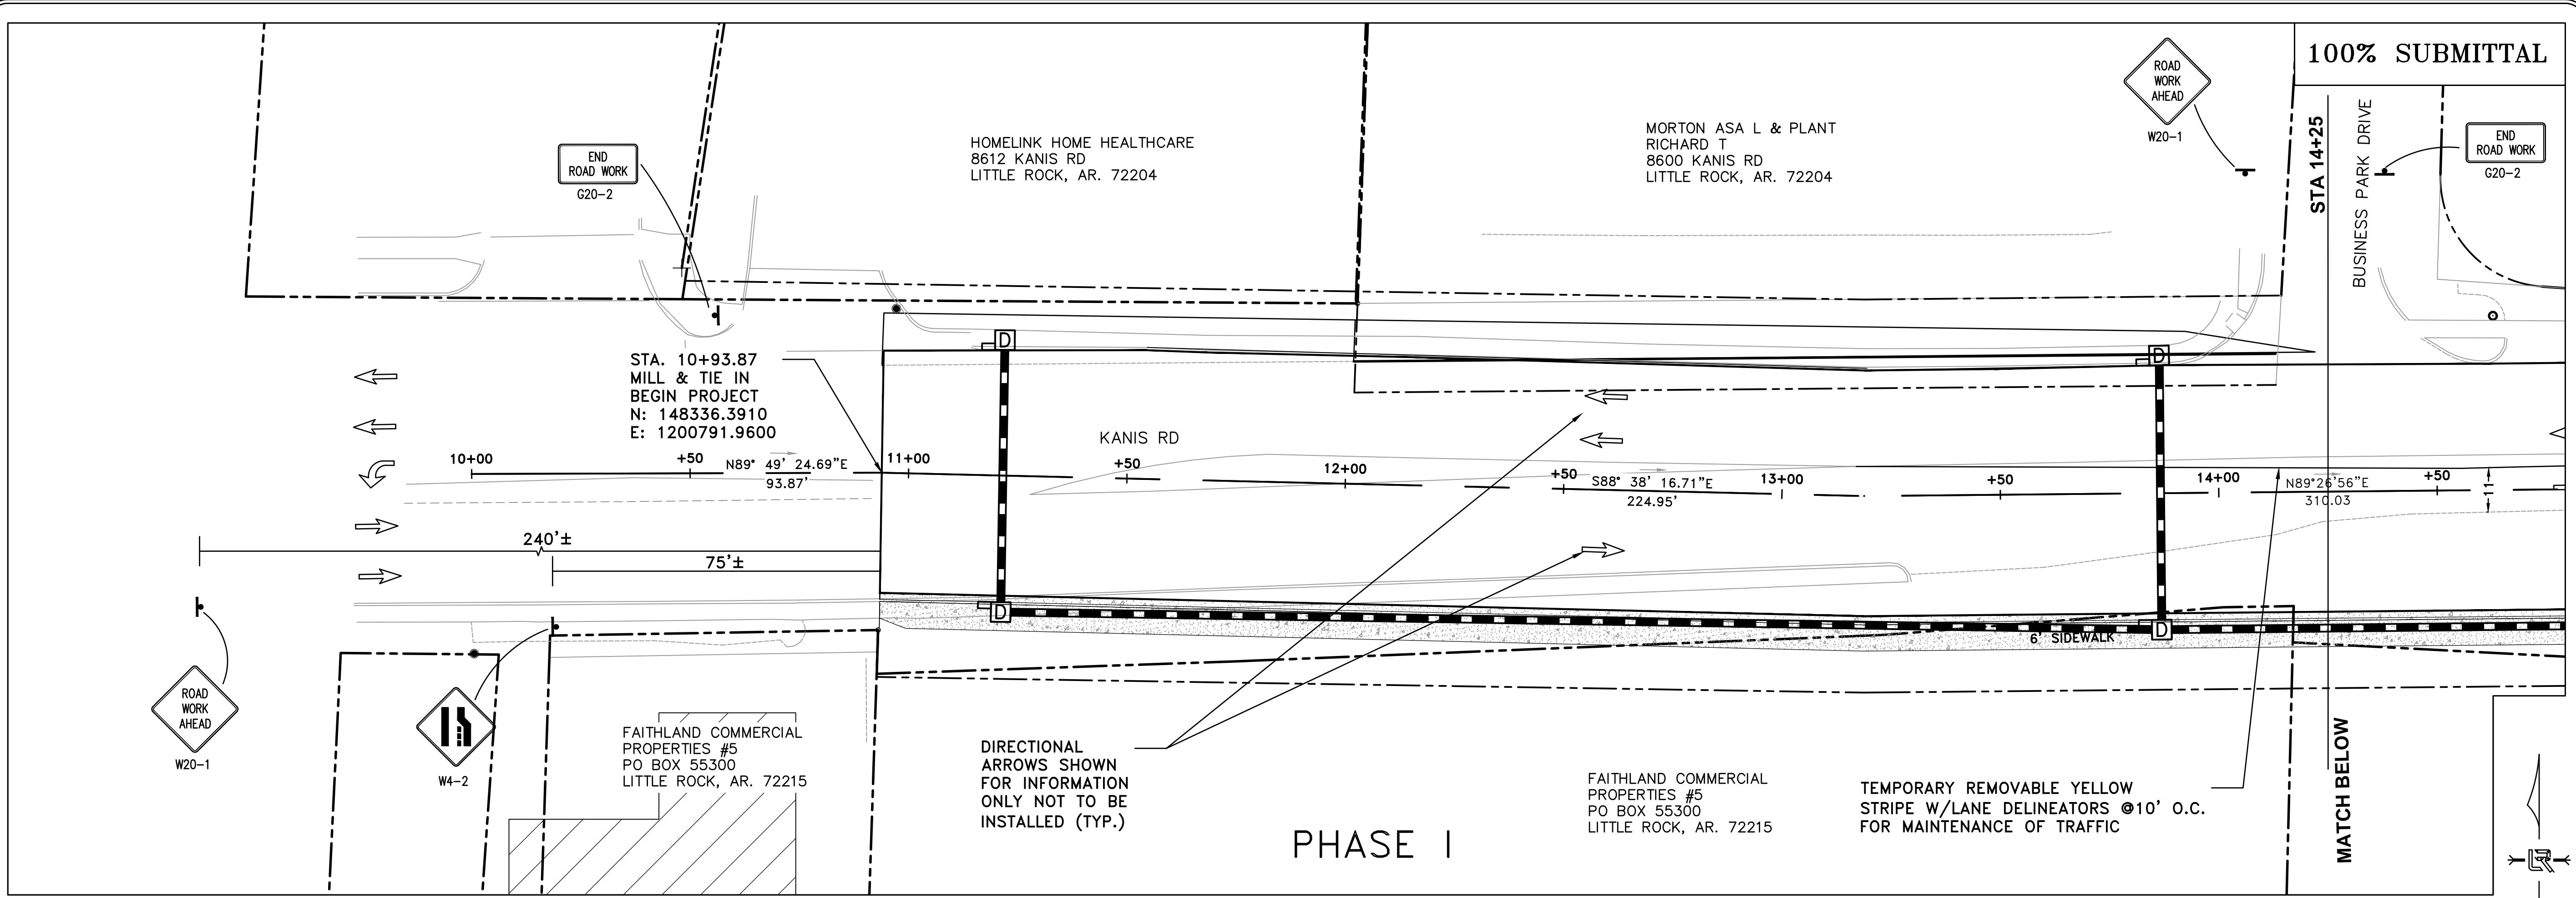 100% SUBMITTAL
ROAD
WORK
AHEAD
W20-1
END
ROAD WORK
G20-2
HOMELINK HOME HEALTHCARE
8612 KANIS RD
LITTLE ROCK, AR. 72204
MORTON ASA L & PLANT
RICHARD T
8600 KANIS RD
LITTLE ROCK, AR. 72204
STA 14+25
BUSINESS PARK DRIVE
END
ROAD WORK
G20-2
D
D
STA. 10+93.87
MILL & TIE IN
BEGIN PROJECT
N: 148336.3910
E: 1200791.9600
KANIS RD
10+00
+50
N89° 49' 24.69"E
93.87'
11+00
+50
12+00
+50
S88° 38' 16.71"E
224.95'
13+00
+50
14+00
N89°26'56"E
310.03
+50
11
240'±
75'±
D
D
6' SIDEWALK
ROAD
WORK
AHEAD
W20-1
W4-2
FAITHLAND COMMERCIAL
PROPERTIES #5
PO BOX 55300
LITTLE ROCK, AR. 72215
DIRECTIONAL
ARROWS SHOWN
FOR INFORMATION
ONLY NOT TO BE
INSTALLED (TYP.)
PHASE I
FAITHLAND COMMERCIAL
PROPERTIES #5
PO BOX 55300
LITTLE ROCK, AR. 72215
TEMPORARY REMOVABLE YELLOW
STRIPE W/LANE DELINEATORS @10' O.C.
FOR MAINTENANCE OF TRAFFIC
MATCH BELOW
LR